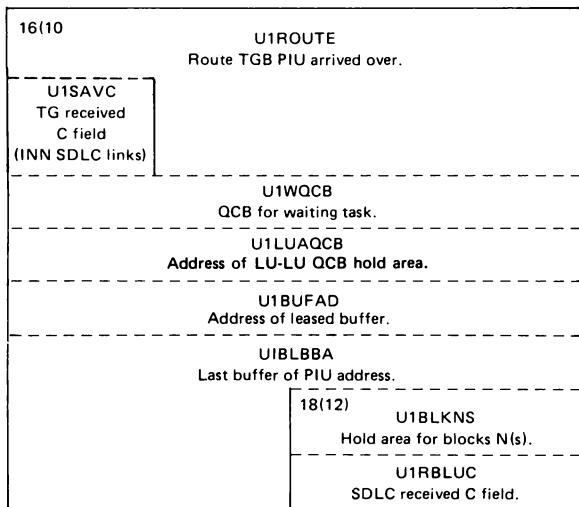 16(10
U1ROUTE
Route TGB PIU arrived over.
U1SAVC
TG received
C field
(INN SDLC links)
U1WQCB
QCB for waiting task.
U1LUAQCB
Address of LU-LU QCB hold area.
U1BUFAD
Address of leased buffer.
UIBLBBA
Last buffer of PIU address.
18(12)
U1BLKNS
Hold area for blocks N(s).
U1RBLUC
SDLC received C field.